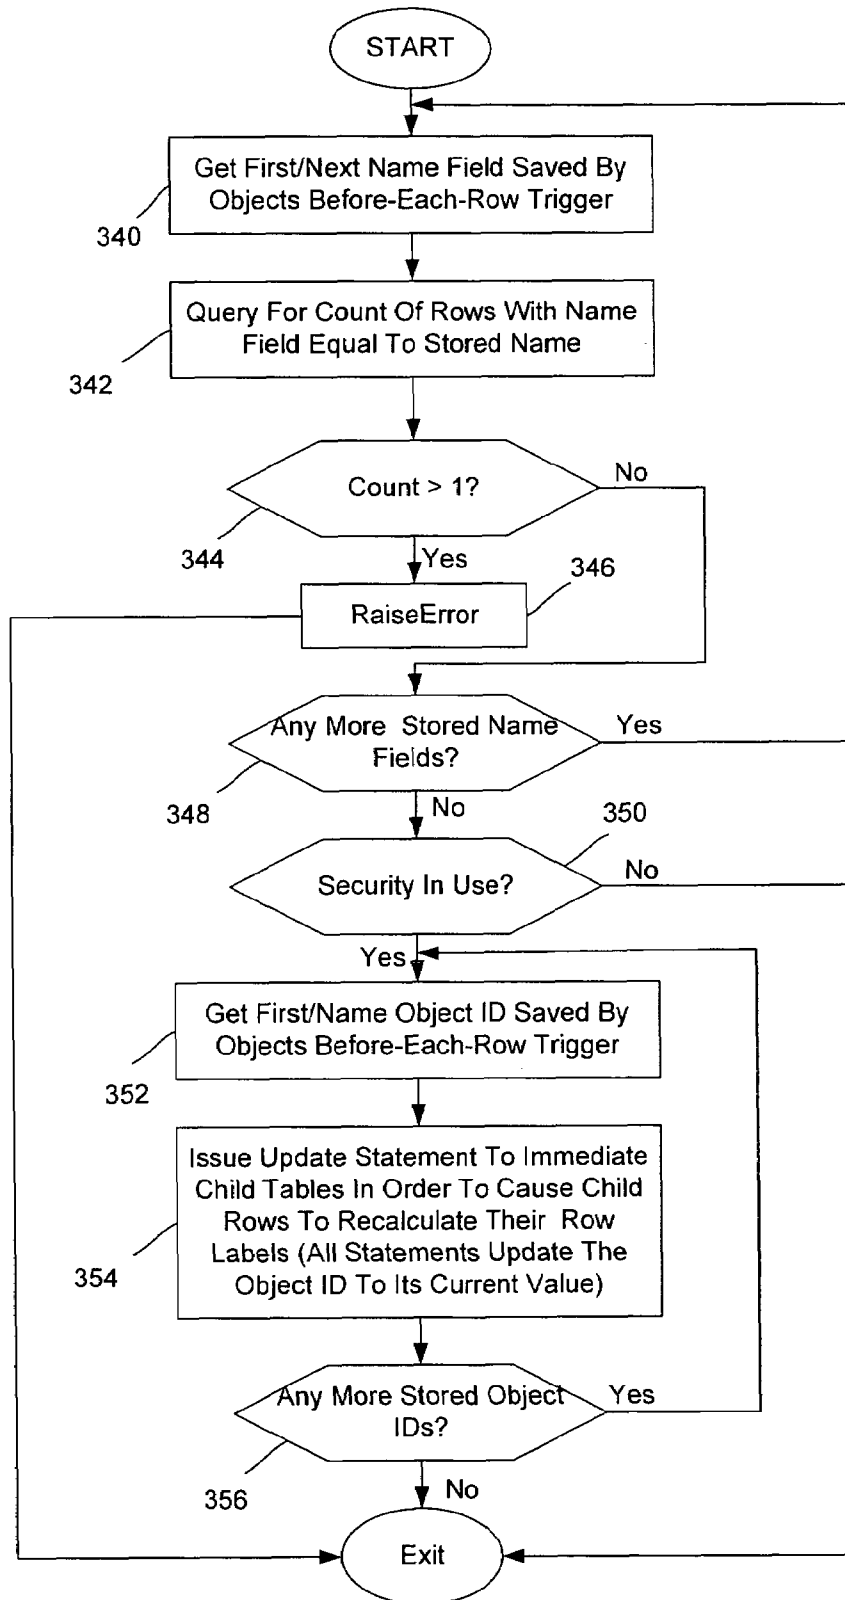 START
Get First/Next Name Field Saved By
Objects Before-Each-Row Trigger
340
Query For Count Of Rows With Name
Field Equal To Stored Name
342
Count > 1?
No
344
Yes
346
RaiseError
Any More Stored Name
Fields?
Yes
348
No
350
Security In Use?
No
Yes
Get First/Name Object ID Saved By
Objects Before-Each-Row Trigger
352
Issue Update Statement To Immediate
Child Tables In Order To Cause Child
Rows To Recalculate Their Row
Labels (All Statements Update The
Object ID To Its Current Value)
354
Any More Stored Object
IDs?
Yes
356
No
Exit